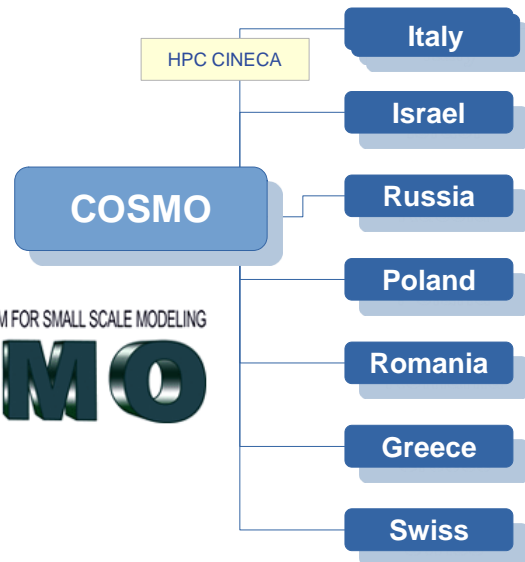 Italy
HPC CINECA
Israel
COSMO
Russia
Poland
M FOR SMALL SCALE MODELING
MO
Romania
Greece
Swiss